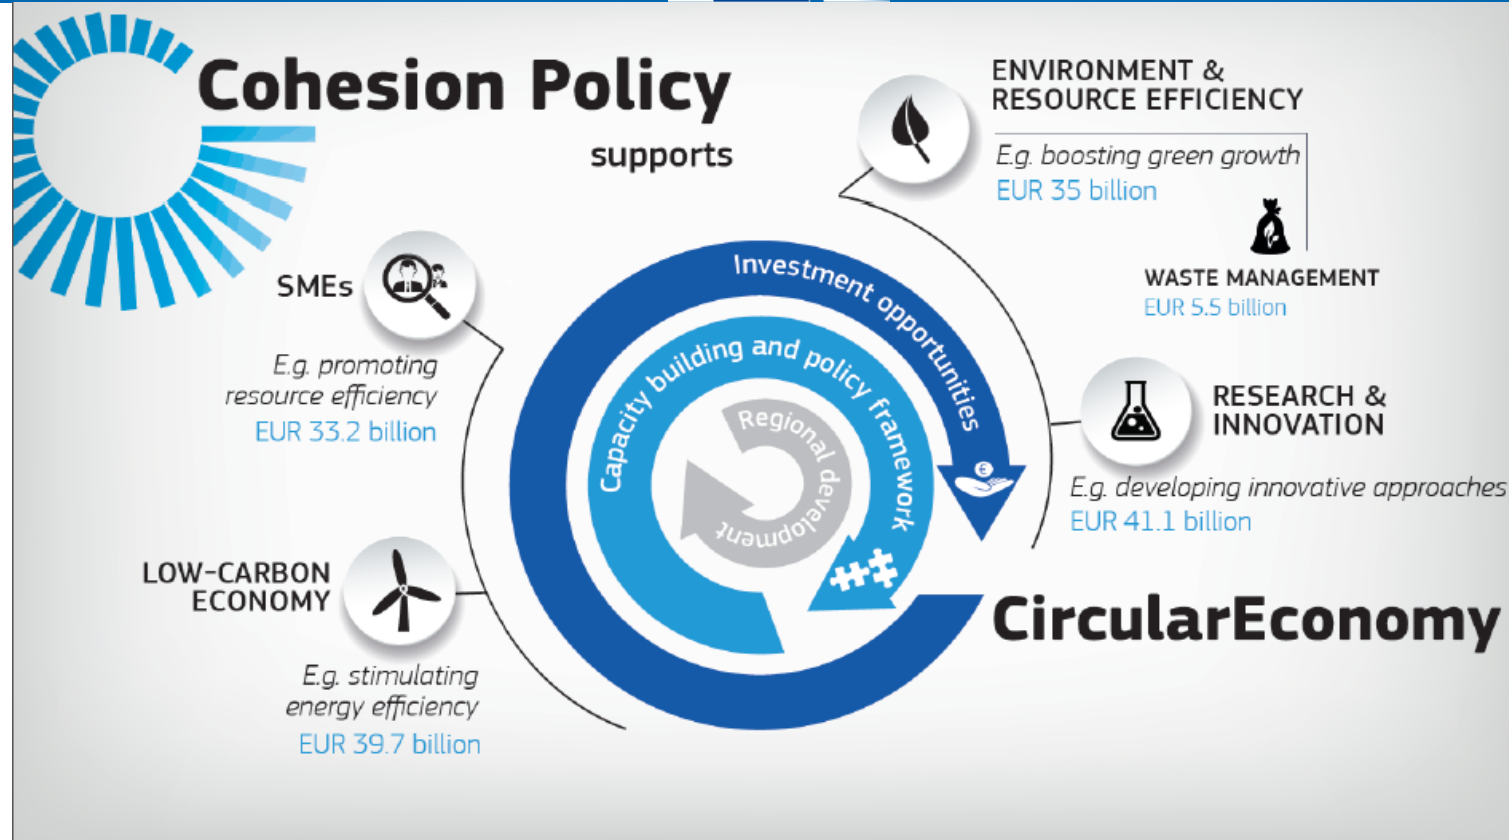 Cohesion Policy
supports
ENVIRONMENT &
RESOURCE EFFICIENCY
E.g. boosting green growth
EUR 35 billion
WASTE MANAGEMENT
EUR 5.5 billion
SMEs
E.g. promoting
resource efficiency
EUR 33.2 billion
Investment opportunities
€
Capacity building and policy framework
Regional development
RESEARCH &
INNOVATION
E.g. developing innovative approaches
EUR 41.1 billion
LOW-CARBON
ECONOMY
E.g. stimulating
energy efficiency
EUR 39.7 billion
CircularEconomy